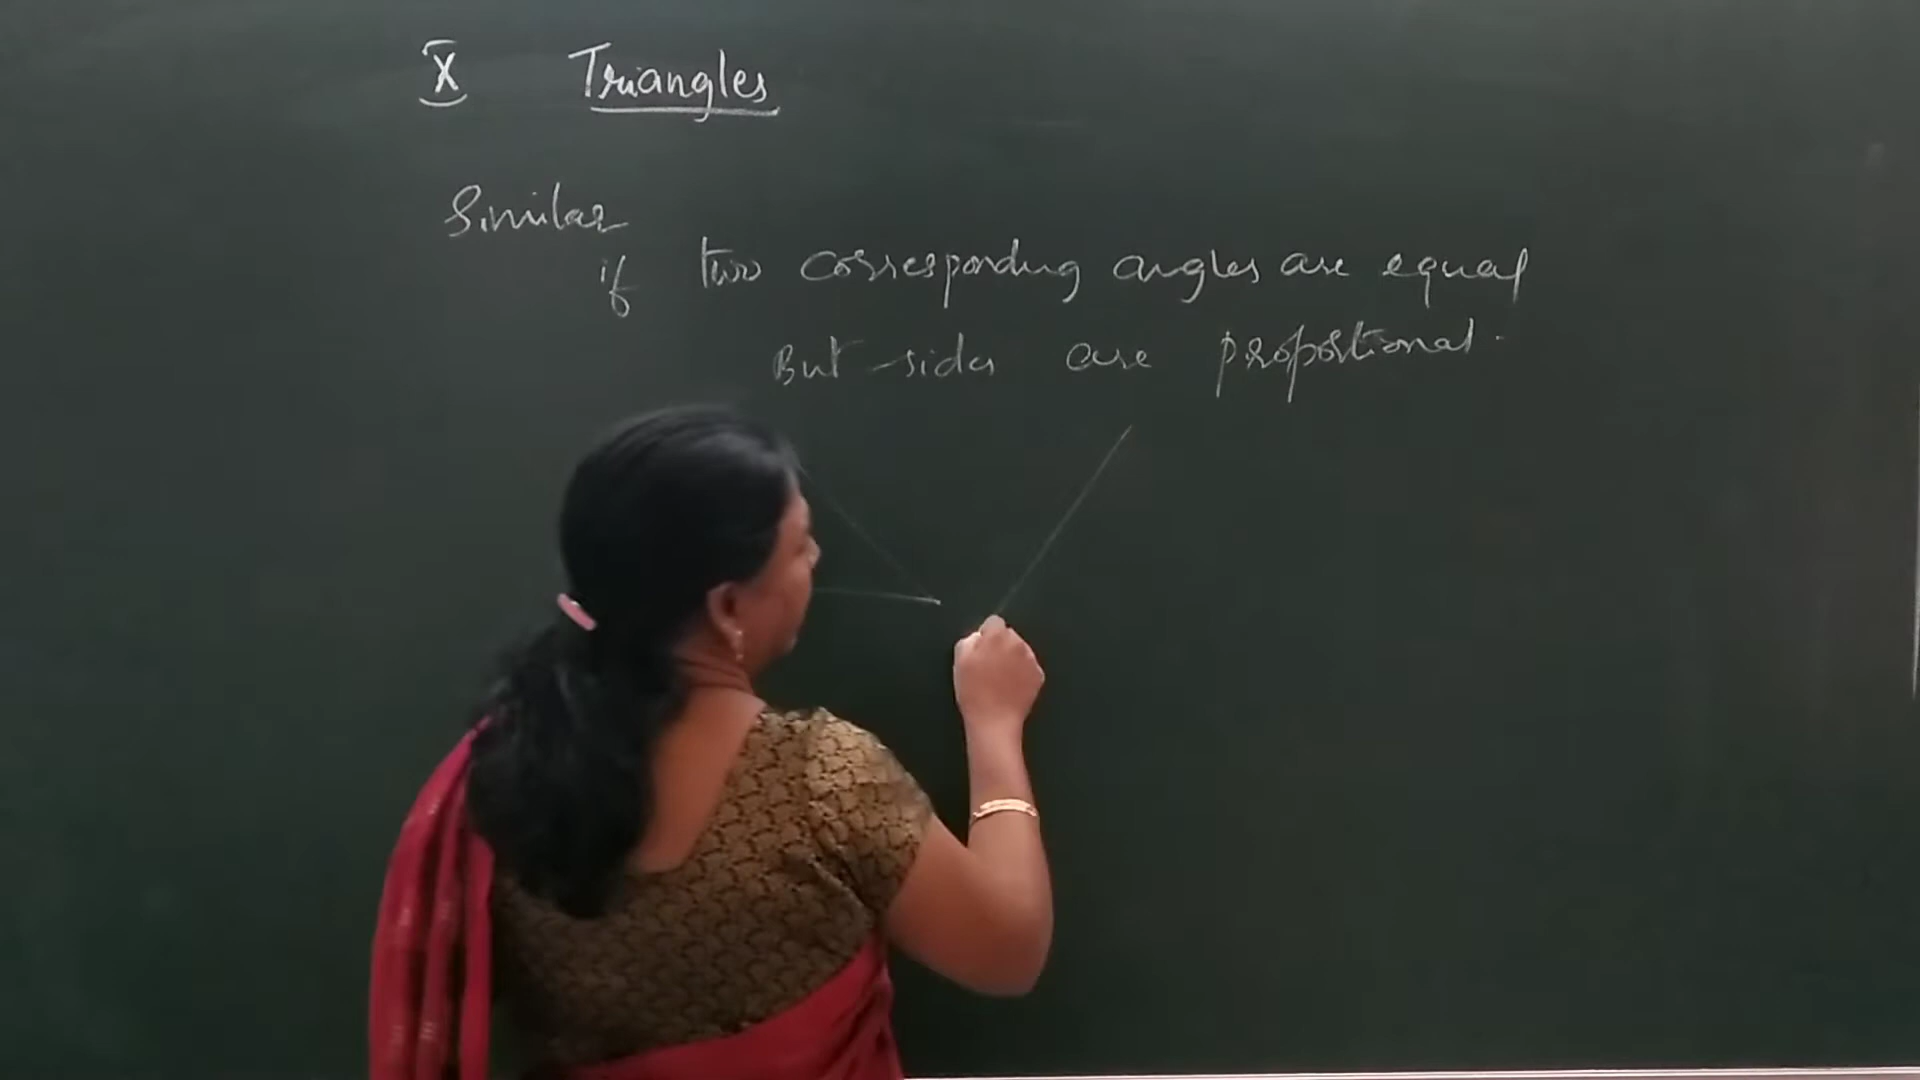 X Triangles
Similar
if two corresponding angles are equal
But sides are proportional.